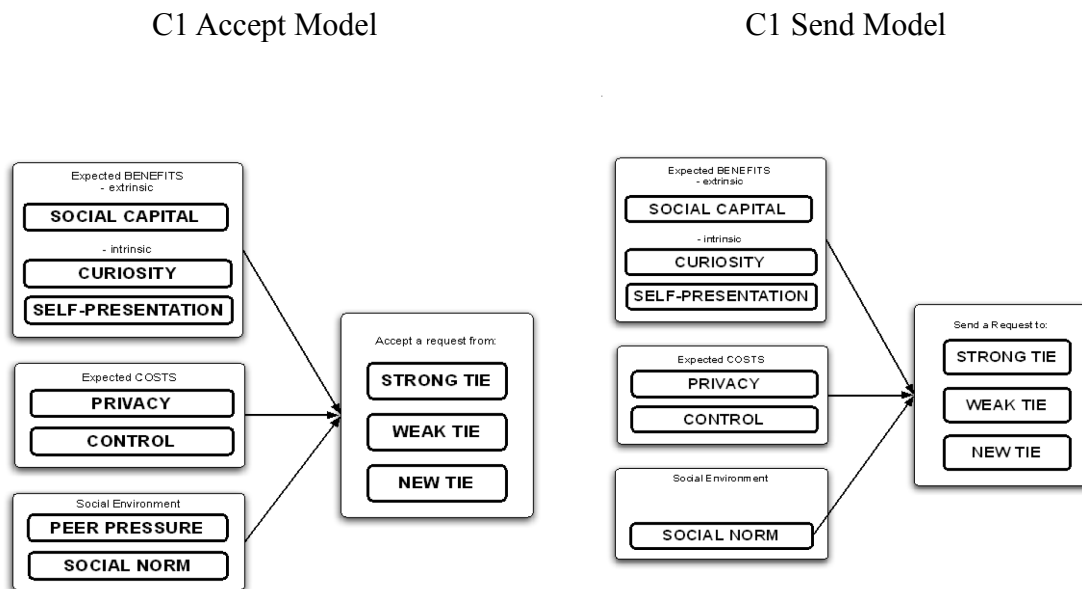 C1 Accept Model
Expected BENEFITS
- extrinsic
SOCIAL CAPITAL
- intrinsic
CURIOSITY
SELF-PRESENTATION
Expected COSTS
PRIVACY
CONTROL
Social Environment
PEER PRESSURE
SOCIAL NORM
Accept a request from:
STRONG TIE
WEAK TIE
NEW TIE
C1 Send Model
Expected BENEFITS
- extrinsic
SOCIAL CAPITAL
- intrinsic
CURIOSITY
SELF-PRESENTATION
Expected COSTS
PRIVACY
CONTROL
Social Environment
SOCIAL NORM
Send a Request to:
STRONG TIE
WEAK TIE
NEW TIE